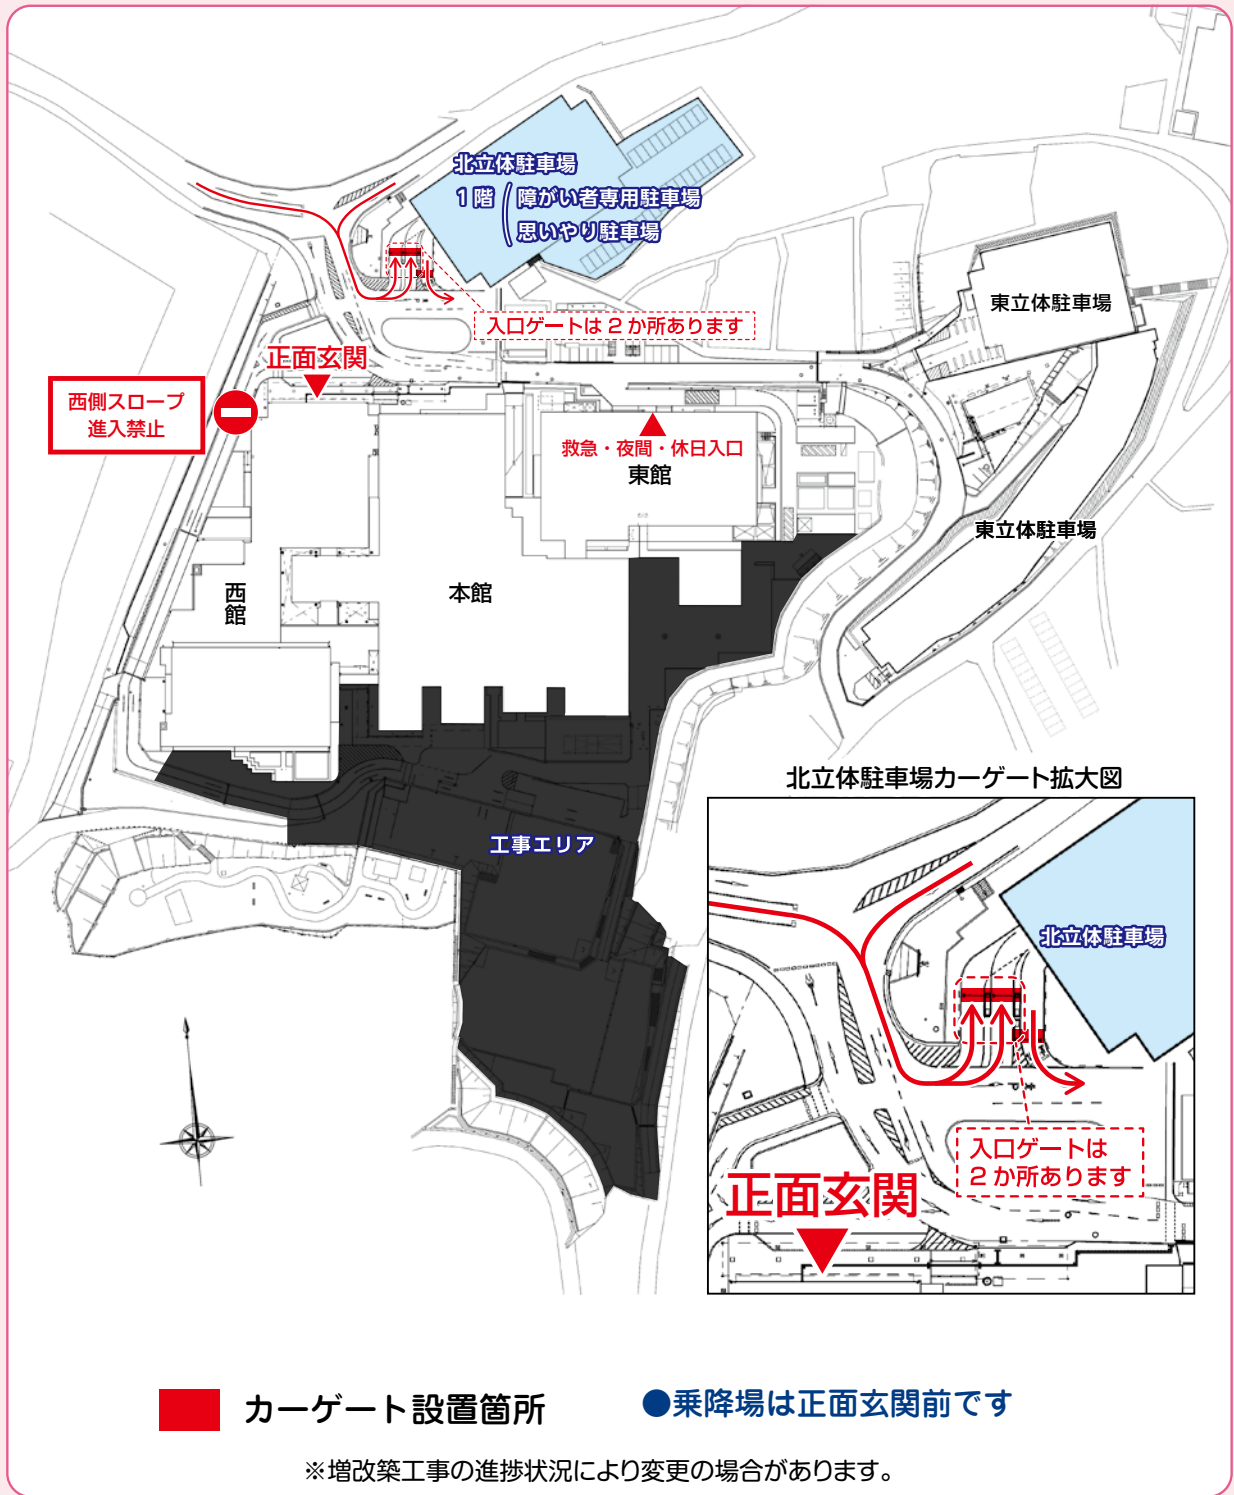 北立体駐車場
1階 障がい者専用駐車場
思いやり駐車場
入口ゲートは2か所あります
東立体駐車場
正面玄関
西側スロープ
進入禁止
救急・夜間・休日入口
東館
東立体駐車場
西館
本館
工事エリア
北立体駐車場カーゲート拡大図
北立体駐車場
入口ゲートは
2か所あります
正面玄関
カーゲート設置箇所
●乗降場は正面玄関前です
※増改築工事の進捗状況により変更の場合があります。